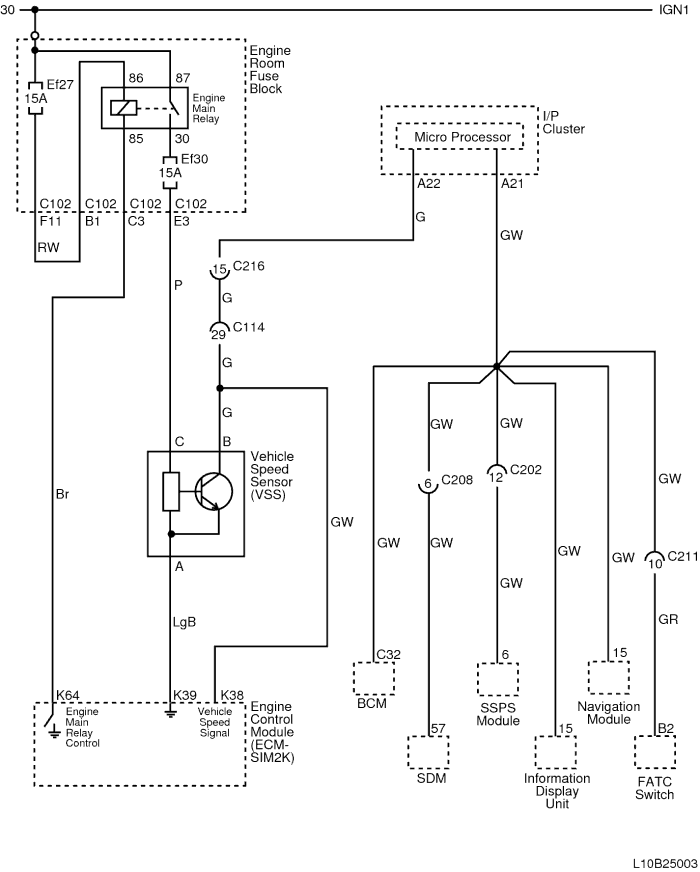 30
IGN1
Engine
Room
Fuse
Block
Ef27
15A
86
87
Engine
Main
Relay
85
30
Ef30
15A
C102
C102
C102
C102
F11
B1
C3
E3
RW
I/P
Cluster
Micro Processor
A22
A21
G
GW
15
C216
P
G
29
C114
G
G
C
B
Vehicle
Speed
Sensor
(VSS)
Br
GW
A
LgB
K64
K39
K38
Engine
Main
Relay
Control
Vehicle
Speed
Signal
Engine
Control
Module
(ECM-
SIM2K)
GW
GW
GW
6
C208
12
C202
GW
GW
GW
GW
GW
10
C211
GW
GR
C32
BCM
6
SSPS
Module
15
Navigation
Module
57
SDM
15
Information
Display
Unit
B2
FATC
Switch
L10B25003